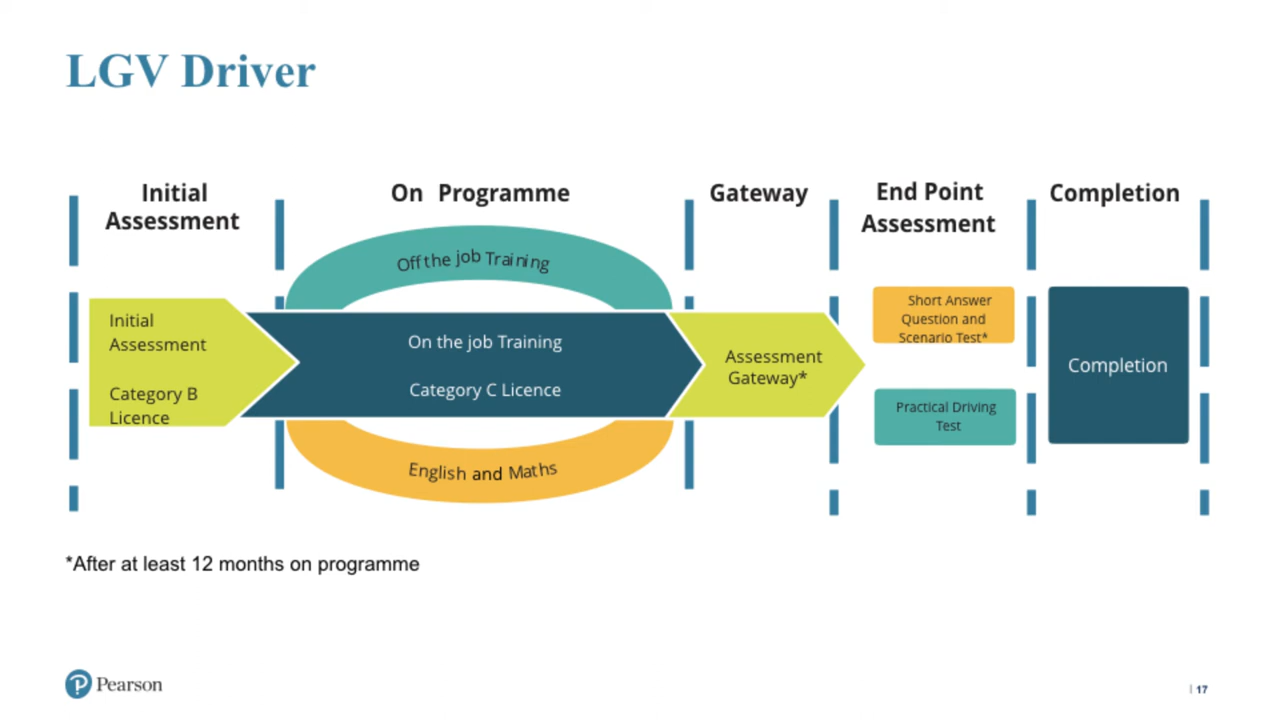 LGV Driver
Initial
Assessment
On Programme
Gateway
End Point
Assessment
Completion
Off the job Training
Initial
Assessment
Category B
Licence
On the job Training
Category C Licence
Assessment
Gateway*
Short Answer
Question and
Scenario Test*
Practical Driving
Test
Completion
English and Maths
*After at least 12 months on programme
Pearson
| 17